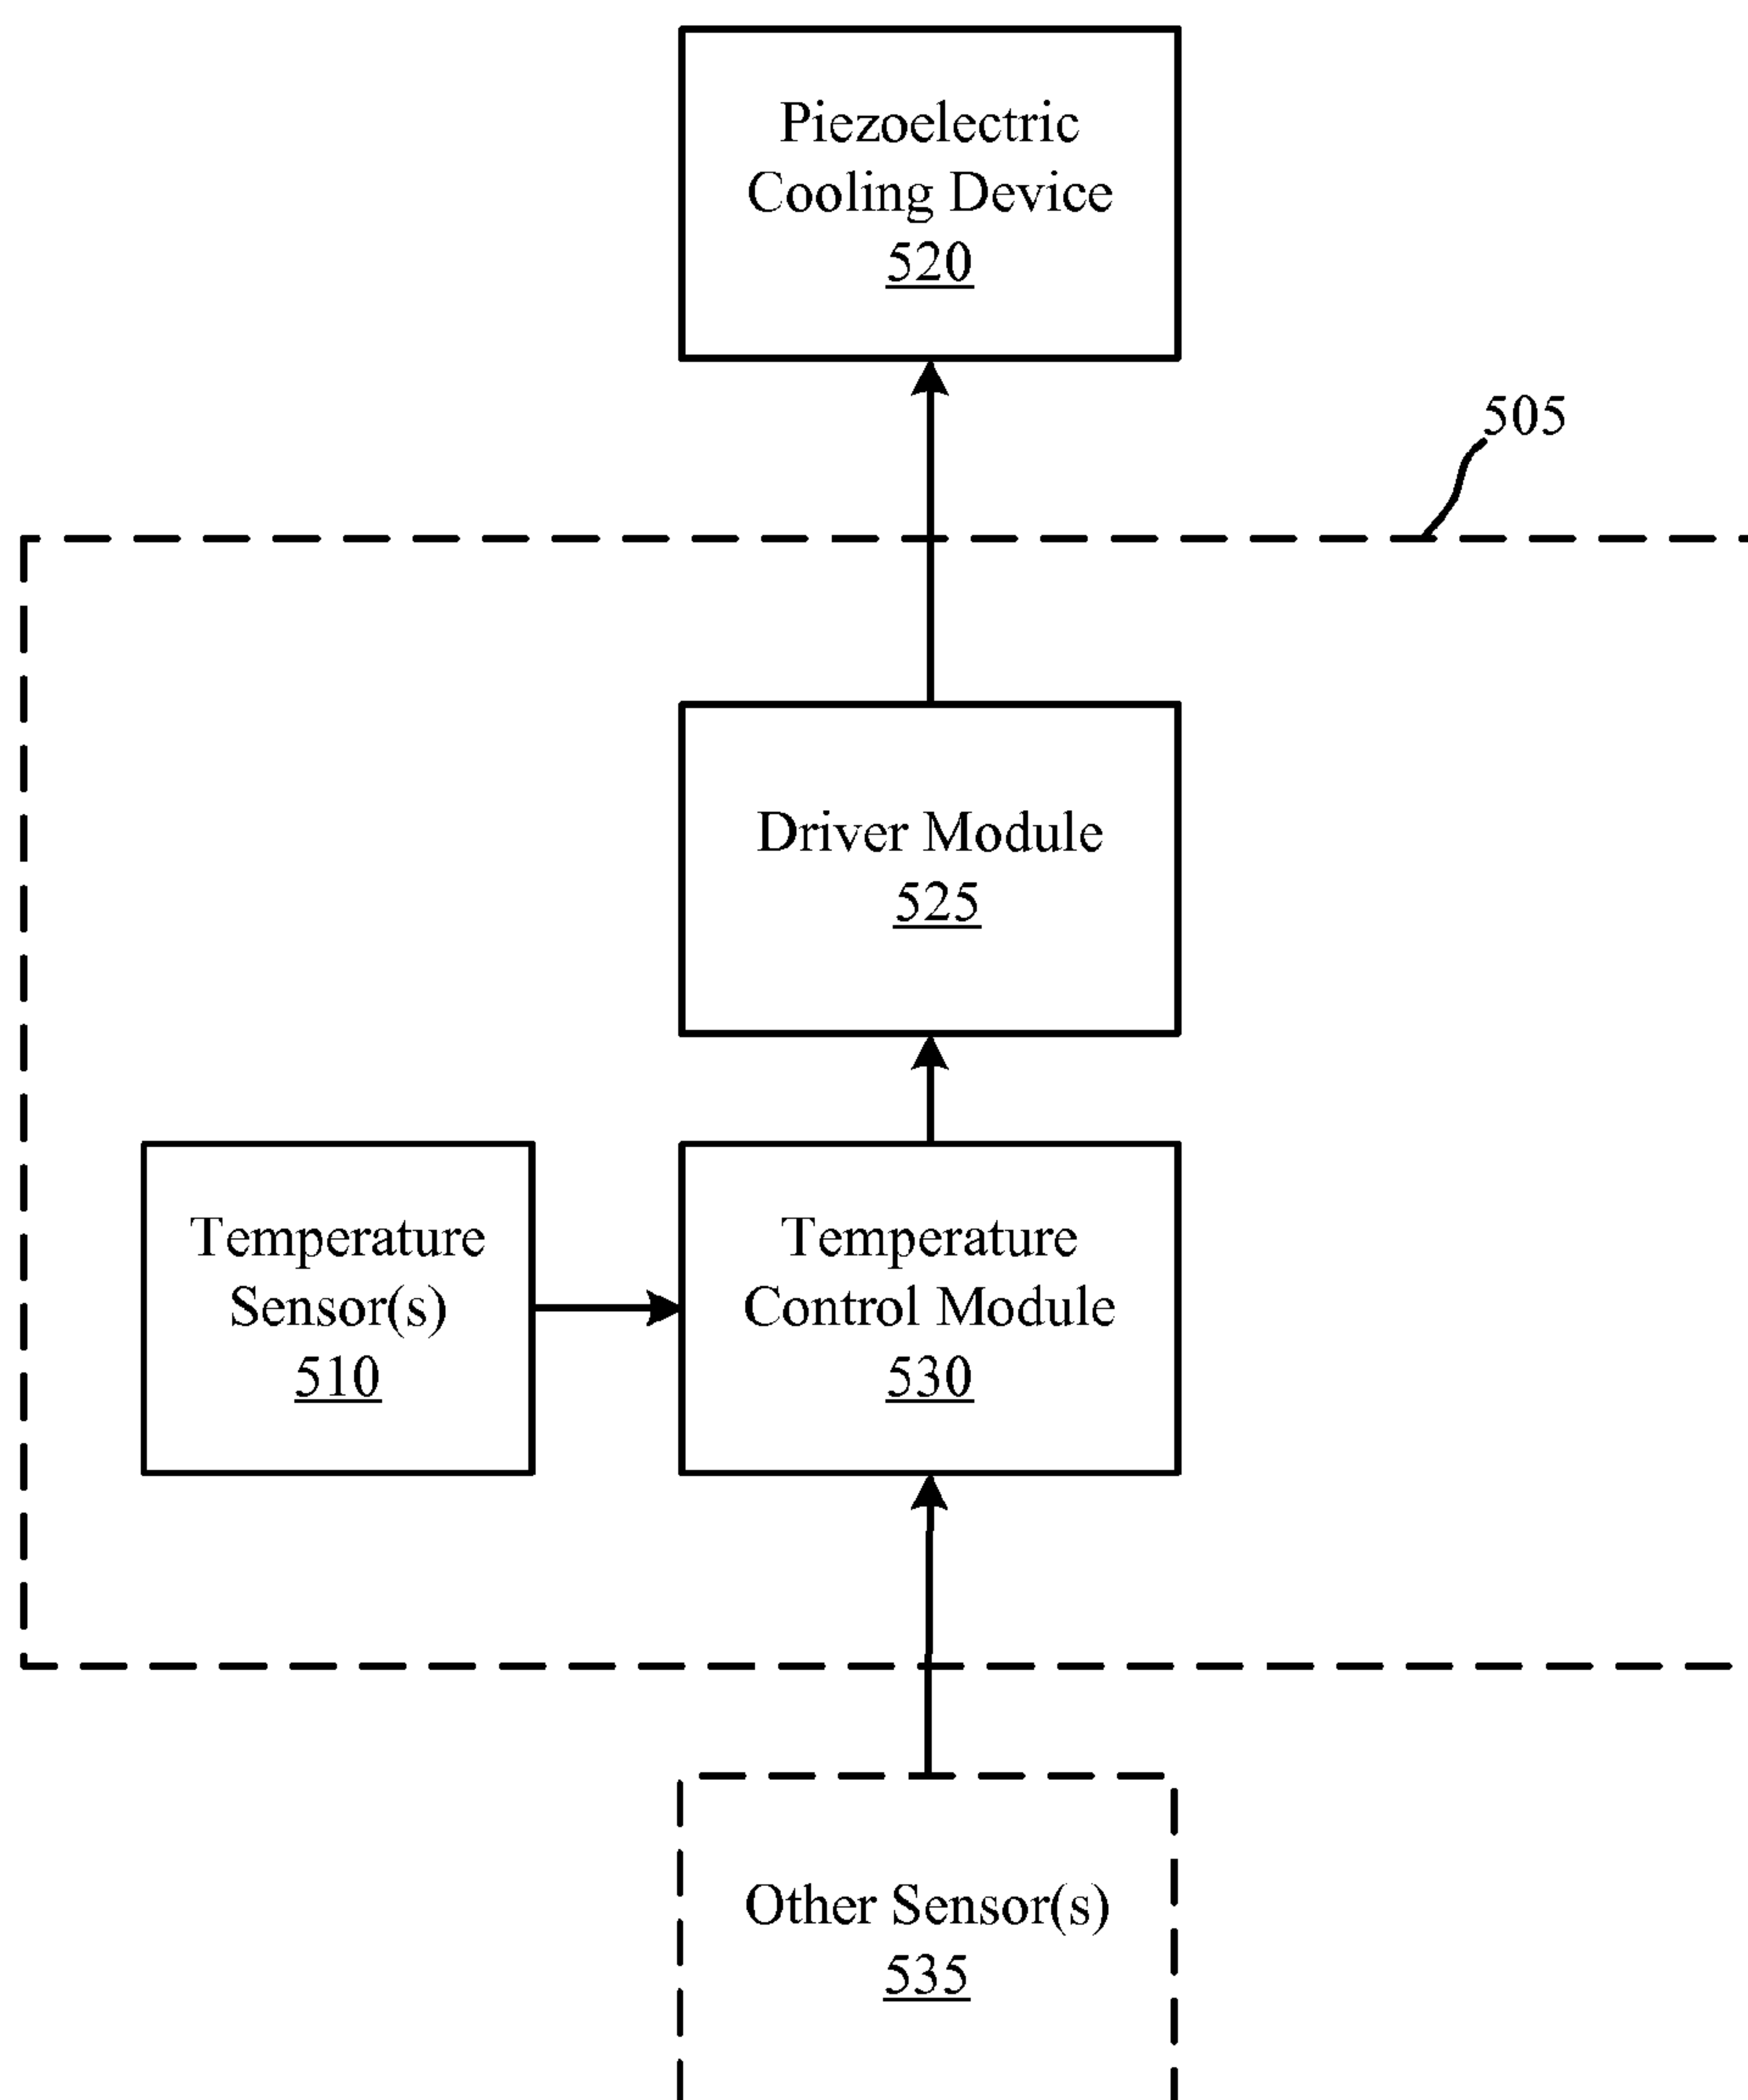 Piezoelectric
Cooling Device
520
505
Driver Module
525
Temperature
Sensor(s)
510
Temperature
Control Module
530
Other Sensor(s)
535